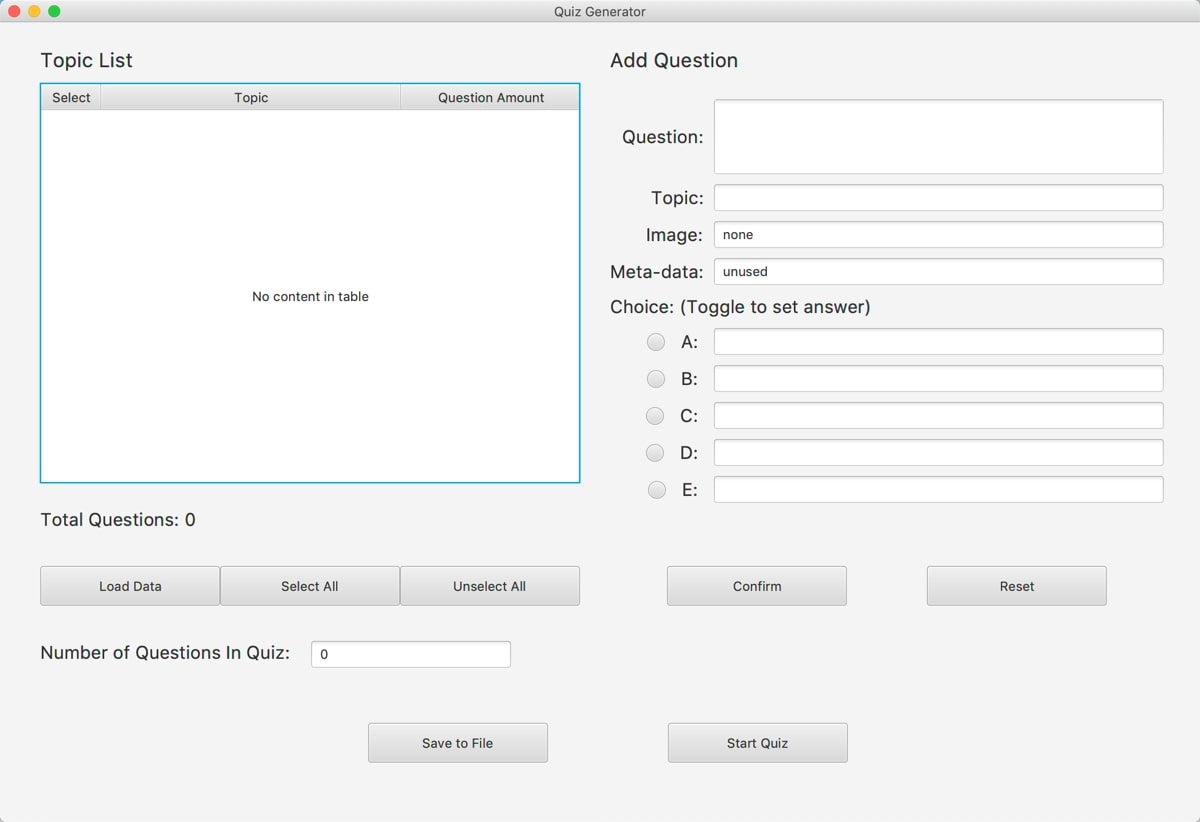 Quiz Generator
Topic List
Select Topic Question Amount
No content in table
Total Questions: 0
Load Data Select All Unselect All
Number of Questions In Quiz: 0
Add Question
Question:
Topic:
Image: none
Meta-data: unused
Choice: (Toggle to set answer)
A:
B:
C:
D:
E:
Confirm Reset
Save to File Start Quiz